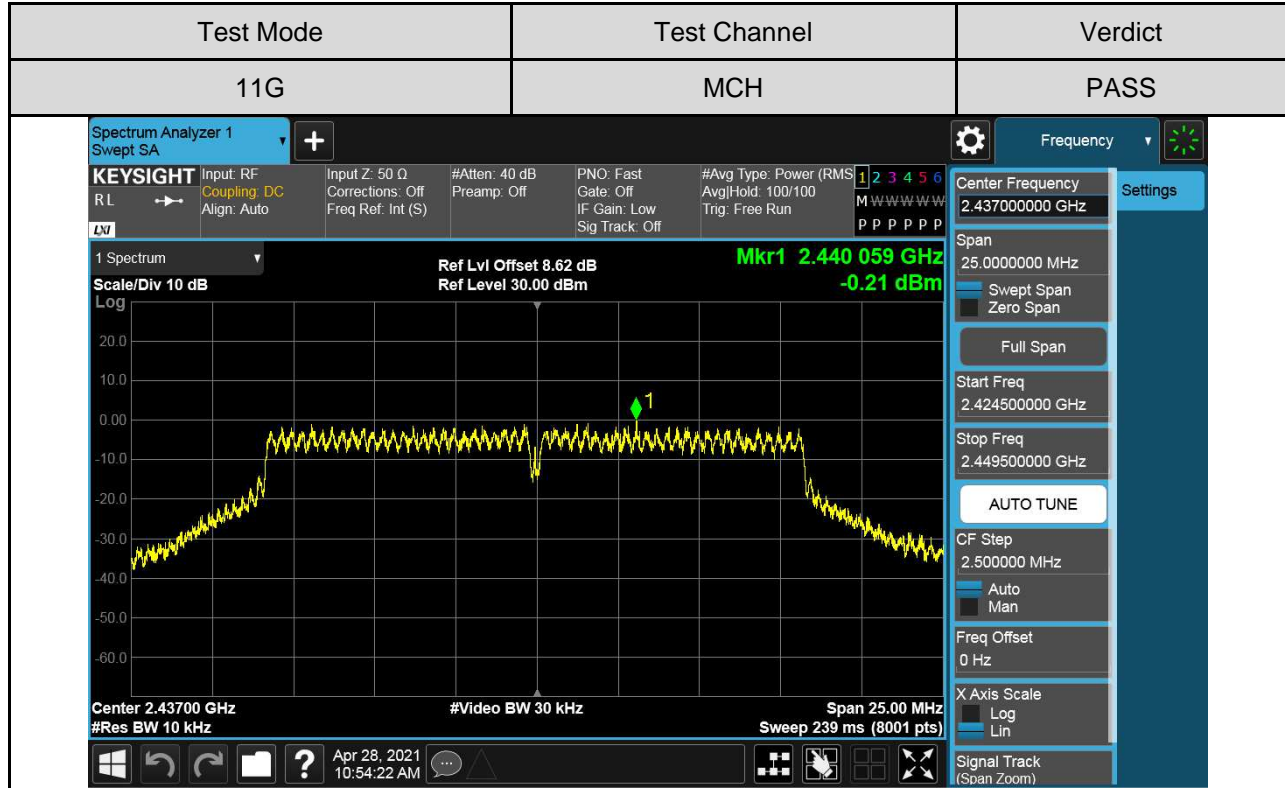 Test Mode Test Channel Verdict
11G MCH PASS
Spectrum Analyzer 1
Swept SA
+
Frequency
KEYSIGHT Input: RF Input Z: 50 Ω #Atten: 40 dB PNO: Fast #Avg Type: Power (RMS 1 2 3 4 5 6
R L Coupling: DC Corrections: Off Preamp: Off Gate: Off Avg|Hold: 100/100 M W W W W W
Align: Auto Freq Ref: Int (S) IF Gain: Low Trig: Free Run
LXI Sig Track: Off P P P P P P
1 Spectrum Ref Lvl Offset 8.62 dB Mkr1 2.440 059 GHz
Scale/Div 10 dB Ref Level 30.00 dBm -0.21 dBm
Log
20.0
10.0
1
0.00
-10.0
-20.0
-30.0
-40.0
-50.0
-60.0
Center 2.43700 GHz #Video BW 30 kHz Span 25.00 MHz
#Res BW 10 kHz Sweep 239 ms (8001 pts)
Center Frequency
2.437000000 GHz
Settings
Span
25.0000000 MHz
Swept Span
Zero Span
Full Span
Start Freq
2.424500000 GHz
Stop Freq
2.449500000 GHz
AUTO TUNE
CF Step
2.500000 MHz
Auto
Man
Freq Offset
0 Hz
X Axis Scale
Log
Lin
Signal Track
(Span Zoom)
?
Apr 28, 2021
10:54:22 AM